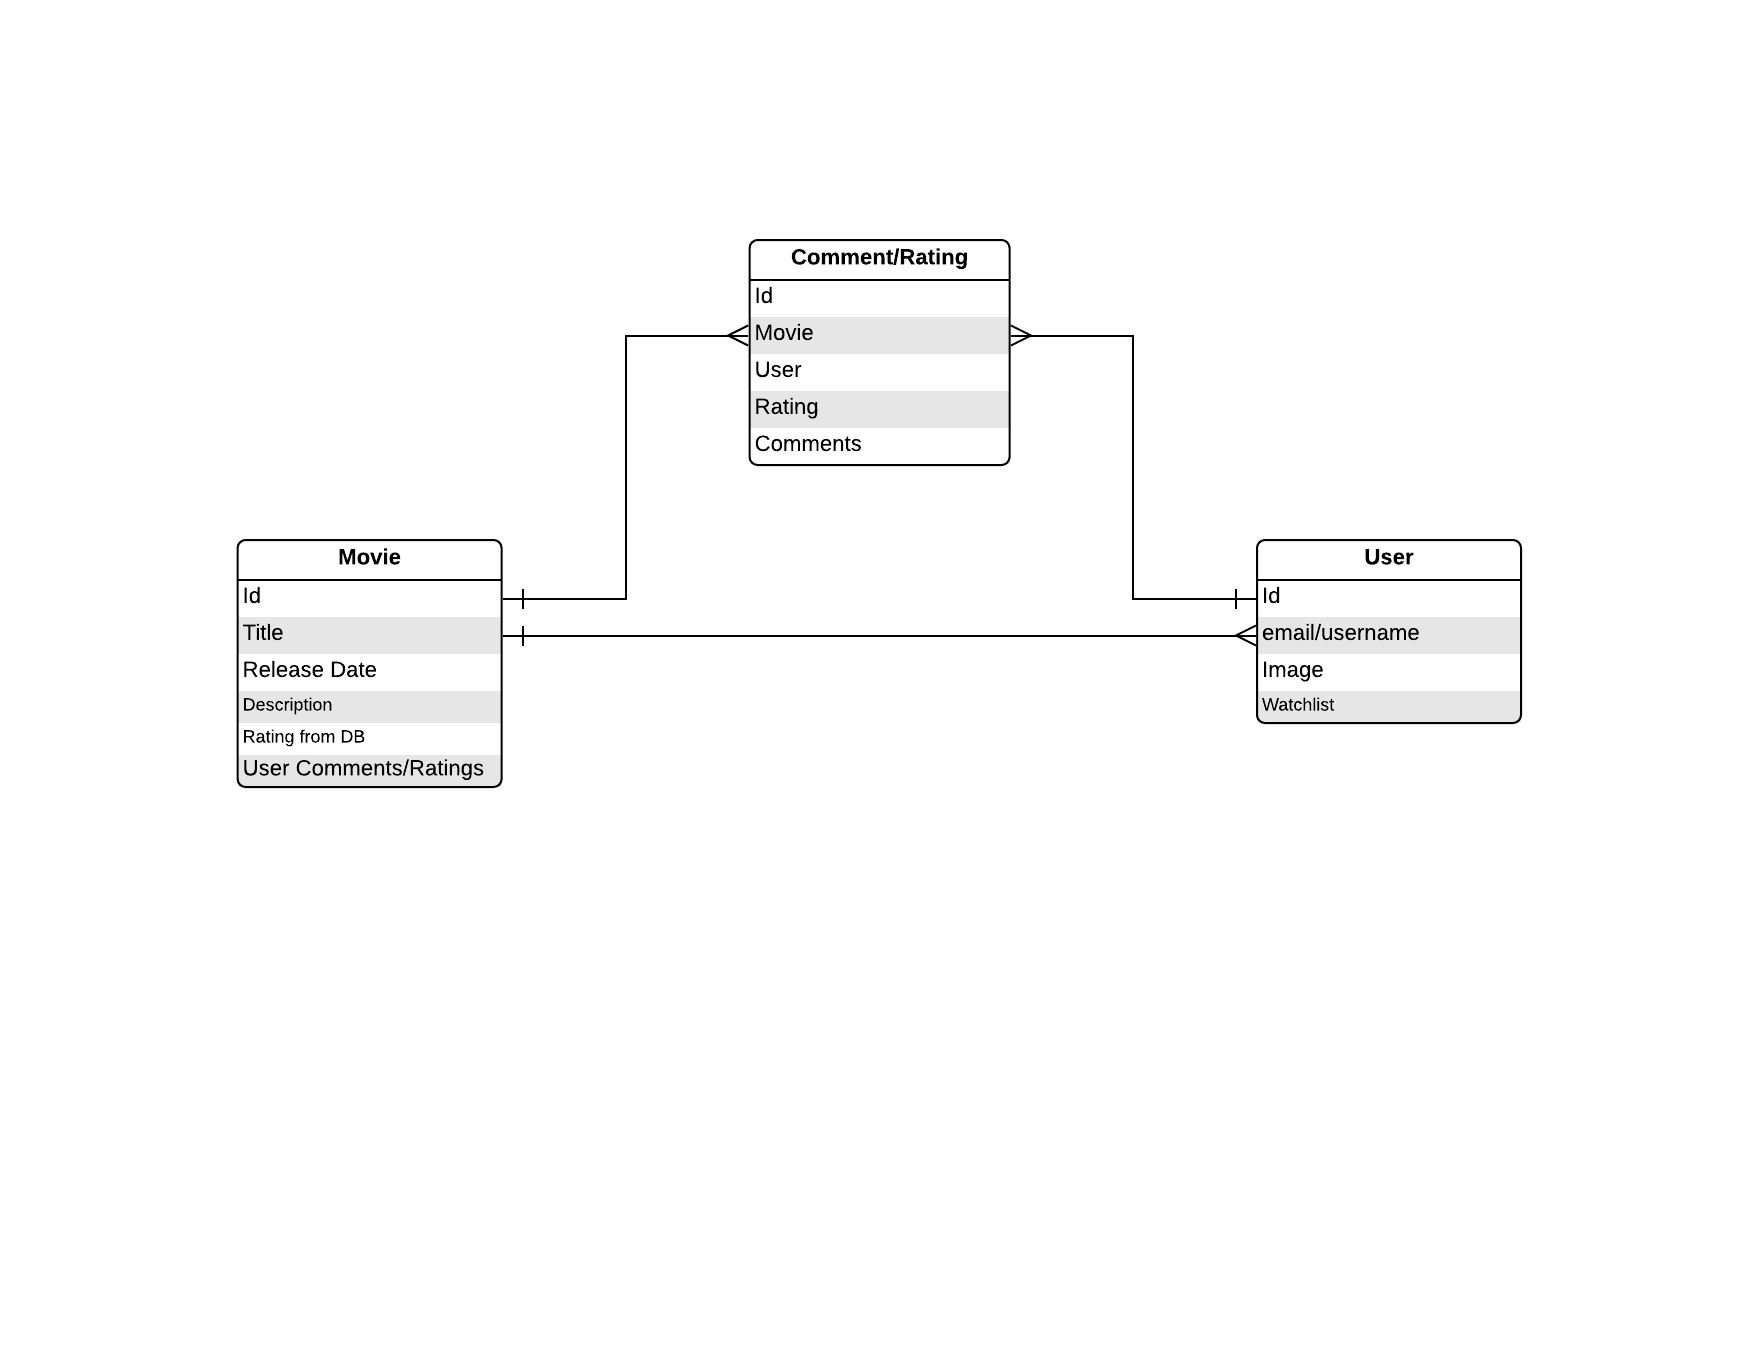 Comment/Rating
Id
Movie
User
Rating
Comments
Movie
Id
Title
Release Date
Description
Rating from DB
User Comments/Ratings
User
Id
email/username
Image
Watchlist